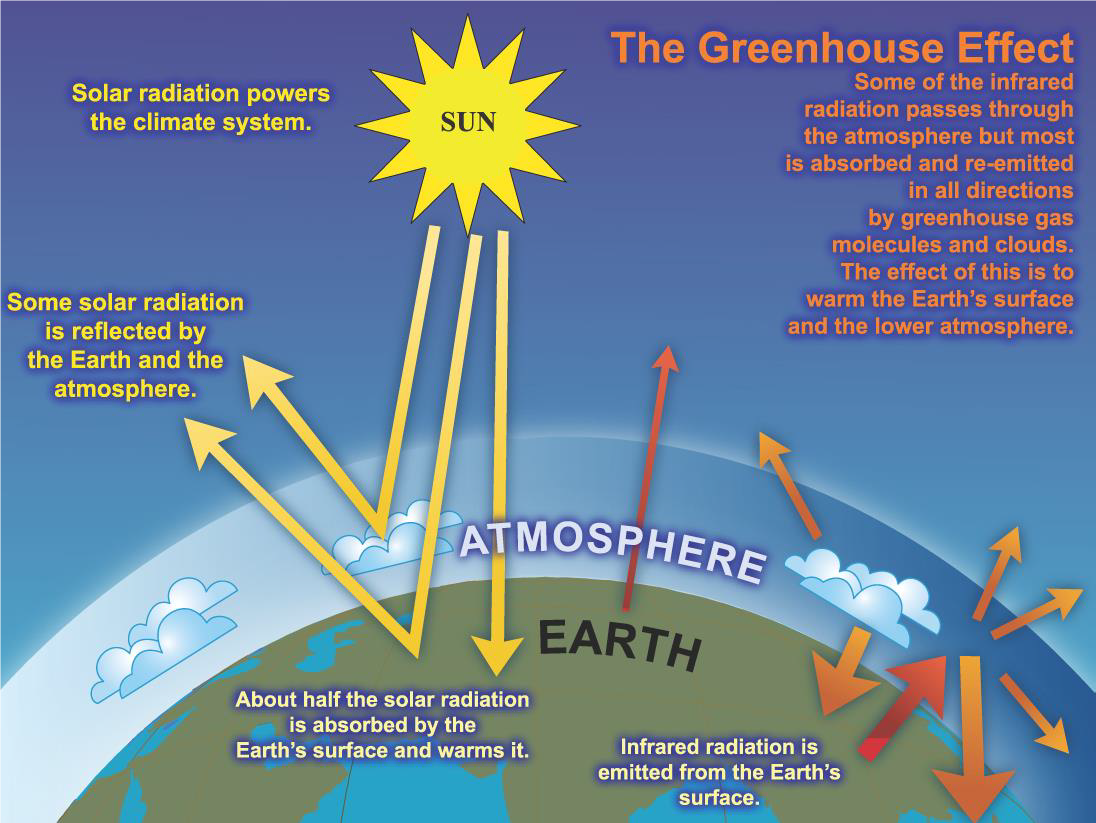 The Greenhouse Effect
Some of the infrared
radiation passes through
the atmosphere but most
is absorbed and re-emitted
in all directions
by greenhouse gas
molecules and clouds.
The effect of this is to
warm the Earth's surface
and the lower atmosphere.
Solar radiation powers
the climate system.
SUN
Some solar radiation
is reflected by
the Earth and the
atmosphere.
ATMOSPHERE
EARTH
About half the solar radiation
is absorbed by the
Earth's surface and warms it.
Infrared radiation is
emitted from the Earth's
surface.